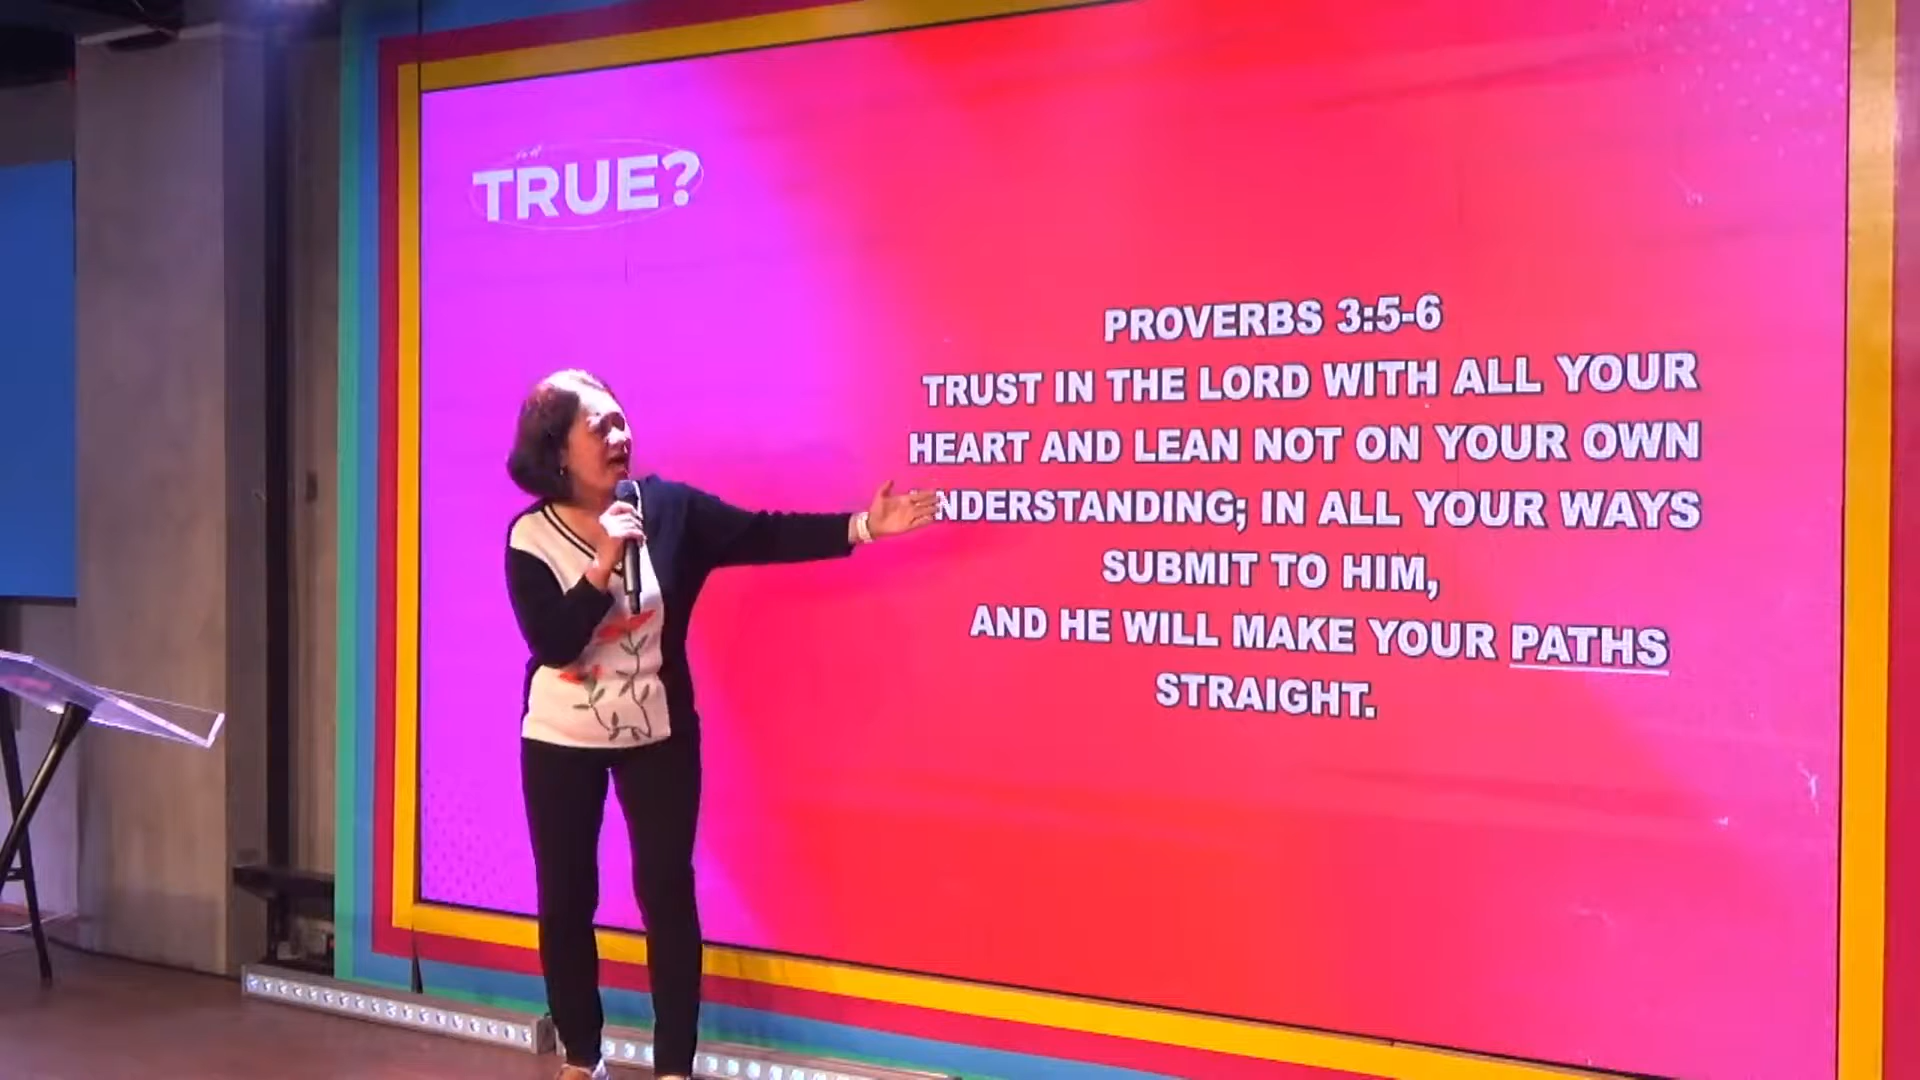 TRUE?
PROVERBS 3:5-6
TRUST IN THE LORD WITH ALL YOUR
HEART AND LEAN NOT ON YOUR OWN
UNDERSTANDING; IN ALL YOUR WAYS
SUBMIT TO HIM,
AND HE WILL MAKE YOUR PATHS
STRAIGHT.